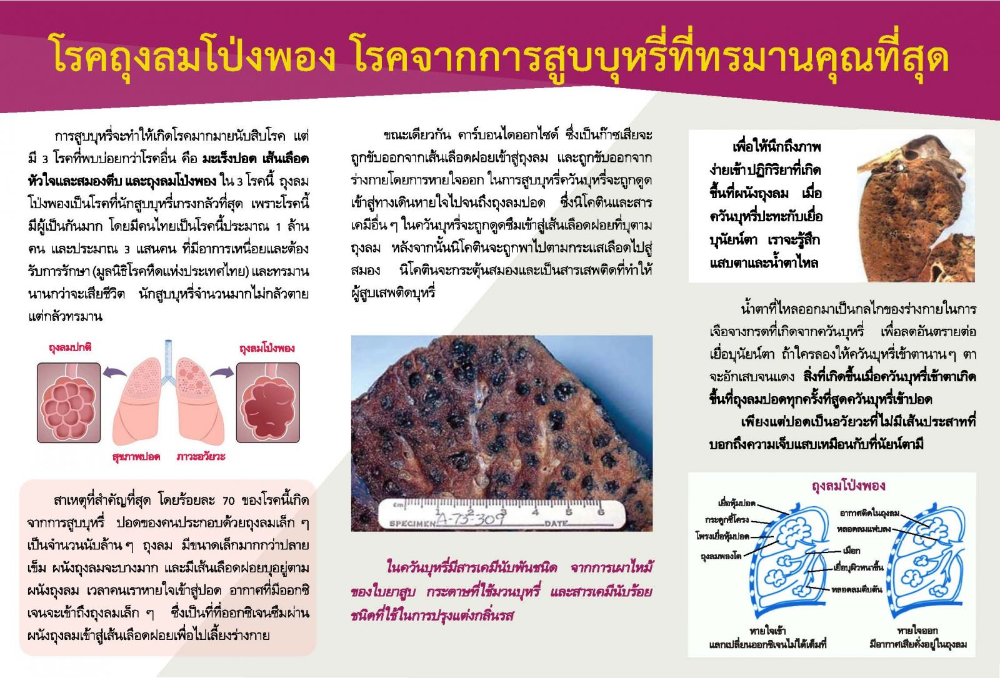 โรคถุงลมโป่งพอง โรคจากการสูบบุหรี่ที่ทรมานคุณที่สุด
การสูบบุหรี่จะทำให้เกิดโรคมากมายนับสิบโรค แต่
มี 3 โรคที่พบบ่อยกว่าโรคอื่น คือ มะเร็งปอด เส้นเลือด
หัวใจและสมองตีบ และถุงลมโป่งพอง ใน 3 โรคนี้ ถุงลม
โป่งพองเป็นโรคที่นักสูบบุหรี่เกรงกลัวที่สุด เพราะโรคนี้
มีผู้เป็นกันมาก โดยมีคนไทยเป็นโรคนี้ประมาณ 1 ล้าน
คน และประมาณ 3 แสนคน ที่มีอาการเหนื่อยและต้อง
รับการรักษา (มูลนิธิโรคหืดแห่งประเทศไทย) และทรมาน
นานกว่าจะเสียชีวิต นักสูบบุหรี่จำนวนมากไม่กลัวตาย
แต่กลัวทรมาน
ถุงลมปกติ
ถุงลมโป่งพอง
สุขภาพปอด
ภาวะอวัยวะ
สาเหตุที่สำคัญที่สุด โดยร้อยละ 70 ของโรคนี้เกิด
จากการสูบบุหรี่ ปอดของคนประกอบด้วยถุงลมเล็ก ๆ
เป็นจำนวนนับล้าน ๆ ถุงลม มีขนาดเล็กมากกว่าปลาย
เข็ม ผนังถุงลมจะบางมาก และมีเส้นเลือดฝอยบุอยู่ตาม
ผนังถุงลม เวลาคนเราหายใจเข้าสู่ปอด อากาศที่มีออกซิ
เจนจะเข้าถึงถุงลมเล็ก ๆ ซึ่งเป็นที่ที่ออกซิเจนซึมผ่าน
ผนังถุงลมเข้าสู่เส้นเลือดฝอยเพื่อไปเลี้ยงร่างกาย
ขณะเดียวกัน คาร์บอนไดออกไซด์ ซึ่งเป็นก๊าซเสียจะ
ถูกขับออกจากเส้นเลือดฝอยเข้าสู่ถุงลม และถูกขับออกจาก
ร่างกายโดยการหายใจออก ในการสูบบุหรี่ควันบุหรี่จะถูกดูด
เข้าสู่ทางเดินหายใจไปจนถึงถุงลมปอด ซึ่งนิโคตินและสาร
เคมีอื่น ๆ ในควันบุหรี่จะถูกดูดซึมเข้าสู่เส้นเลือดฝอยที่บุตาม
ถุงลม หลังจากนั้นนิโคตินจะถูกพาไปตามกระแสเลือดไปสู่
สมอง นิโคตินจะกระตุ้นสมองและเป็นสารเสพติดที่ทำให้
ผู้สูบเสพติดบุหรี่
cm 1 2 3 4 5 6
SPECIMEN A-73-309 DATE
ในควันบุหรี่มีสารเคมีนับพันชนิด จากการเผาไหม้
ของใบยาสูบ กระดาษที่ใช้มวนบุหรี่ และสารเคมีนับร้อย
ชนิดที่ใช้ในการปรุงแต่งกลิ่นรส
เพื่อให้นึกถึงภาพ
ง่ายเข้า ปฏิกิริยาที่เกิด
ขึ้นที่ผนังถุงลม เมื่อ
ควันบุหรี่ปะทะกับเยื่อ
บุนัยน์ตา เราจะรู้สึก
แสบตาและน้ำตาไหล
น้ำตาที่ไหลออกมาเป็นกลไกของร่างกายในการ
เจือจางกรดที่เกิดจากควันบุหรี่ เพื่อลดอันตรายต่อ
เยื่อบุนัยน์ตา ถ้าใครลองให้ควันบุหรี่เข้าตานาน ๆ ตา
จะอักเสบจนแดง สิ่งที่เกิดขึ้นเมื่อควันบุหรี่เข้าตาเกิด
ขึ้นที่ถุงลมปอดทุกครั้งที่สูดควันบุหรี่เข้าปอด
เพียงแต่ปอดเป็นอวัยวะที่ไม่มีเส้นประสาทที่
บอกถึงความเจ็บแสบเหมือนกับที่นัยน์ตามี
ถุงลมโป่งพอง
เยื่อหุ้มปอด
กระดูกซี่โครง
โพรงเยื่อหุ้มปอด
ถุงลมพองโต
อากาศติดในถุงลม
หลอดลมแฟบลง
เมือก
เยื่อบุผิวหนาขึ้น
หลอดลมตีบตัน
หายใจเข้า
แลกเปลี่ยนออกซิเจนไม่ได้เต็มที่
หายใจออก
มีอากาศเสียคั่งอยู่ในถุงลม